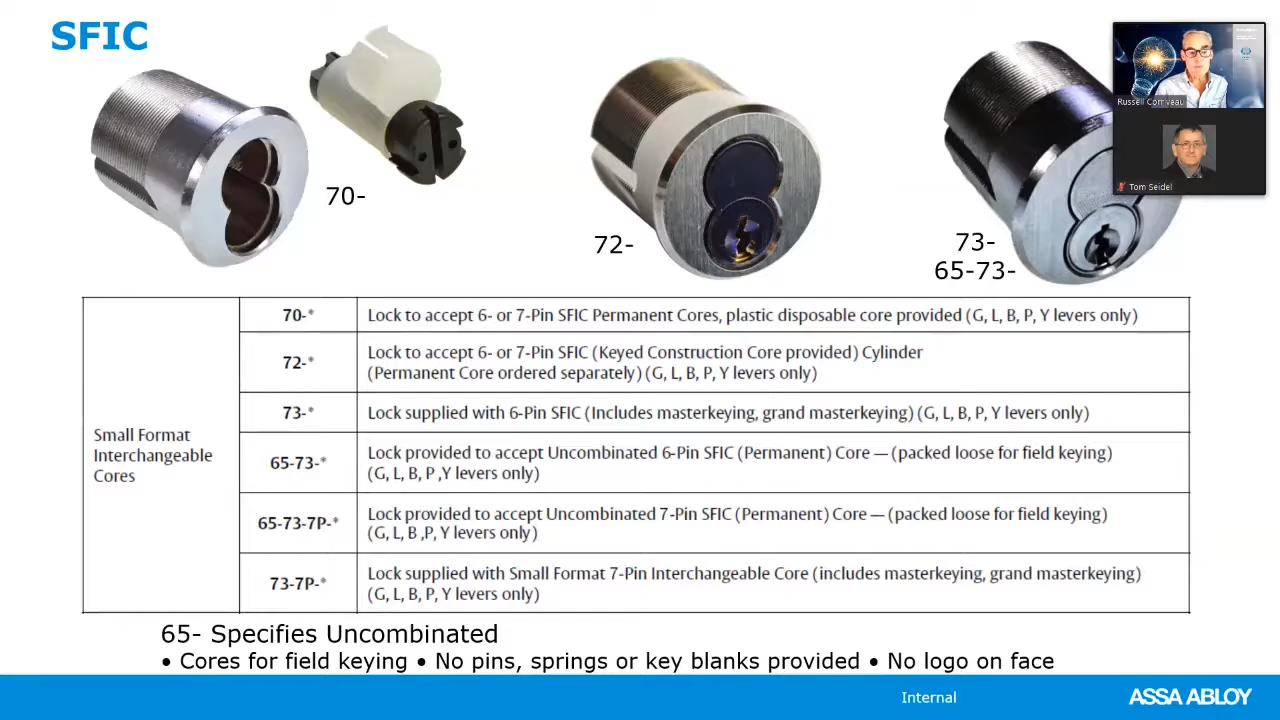 SFIC
70-
72-
73-
65-73-
Russell Corriveau
Tom Seidel
Small Format
Interchangeable
Cores
70-*
Lock to accept 6- or 7-Pin SFIC Permanent Cores, plastic disposable core provided (G, L, B, P, Y levers only)
72-*
Lock to accept 6- or 7-Pin SFIC (Keyed Construction Core provided) Cylinder
(Permanent Core ordered separately) (G, L, B, P, Y levers only)
73-*
Lock supplied with 6-Pin SFIC (Includes masterkeying, grand masterkeying) (G, L, B, P, Y levers only)
65-73-*
Lock provided to accept Uncombinated 6-Pin SFIC (Permanent) Core — (packed loose for field keying)
(G, L, B, P ,Y levers only)
65-73-7P-*
Lock provided to accept Uncombinated 7-Pin SFIC (Permanent) Core — (packed loose for field keying)
(G, L, B ,P, Y levers only)
73-7P-*
Lock supplied with Small Format 7-Pin Interchangeable Core (includes masterkeying, grand masterkeying)
(G, L, B, P, Y levers only)
65- Specifies Uncombinated
• Cores for field keying • No pins, springs or key blanks provided • No logo on face
Internal
ASSA ABLOY